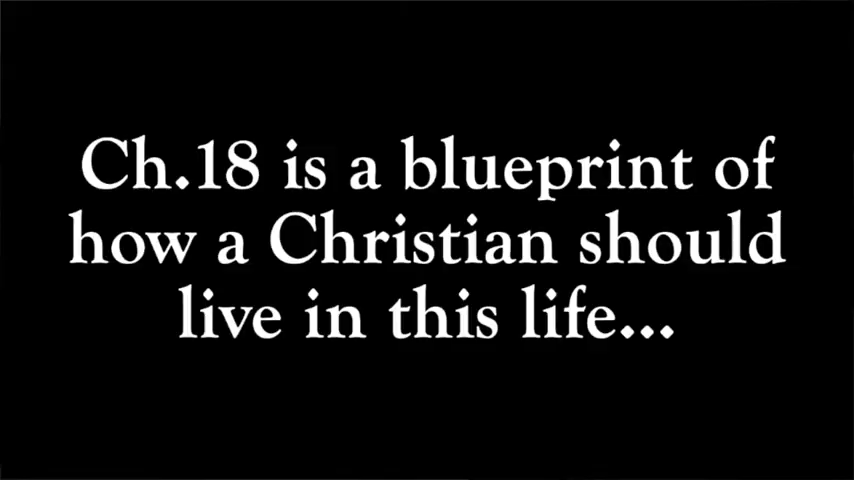 Ch.18 is a blueprint of
how a Christian should
live in this life...